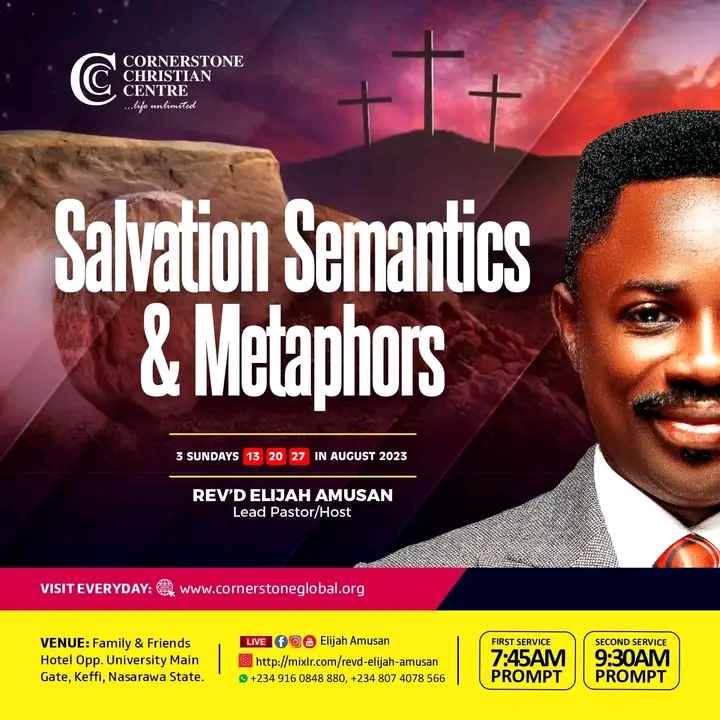 CORNERSTONE
CHRISTIAN
CENTRE
...life unlimited
Salvation Semantics
& Metaphors
3 SUNDAYS 13 20 27 IN AUGUST 2023
REV'D ELIJAH AMUSAN
Lead Pastor/Host
VISIT EVERYDAY: www.cornerstoneglobal.org
VENUE: Family & Friends
Hotel Opp. University Main
Gate, Keffi, Nasarawa State.
LIVE Elijah Amusan
http://mixlr.com/revd-elijah-amusan
+234 916 0848 880, +234 807 4078 566
FIRST SERVICE
7:45AM
PROMPT
SECOND SERVICE
9:30AM
PROMPT